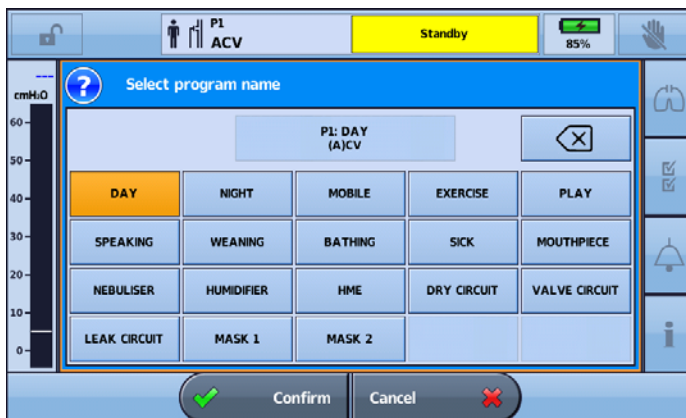 P1
ACV
Standby
85%
---
cmH₂O
? Select program name
P1: DAY
(A)CV
60
50
40
30
20
10
0
DAY NIGHT MOBILE EXERCISE PLAY
SPEAKING WEANING BATHING SICK MOUTHPIECE
NEBULISER HUMIDIFIER HME DRY CIRCUIT VALVE CIRCUIT
LEAK CIRCUIT MASK 1 MASK 2
i
Confirm Cancel